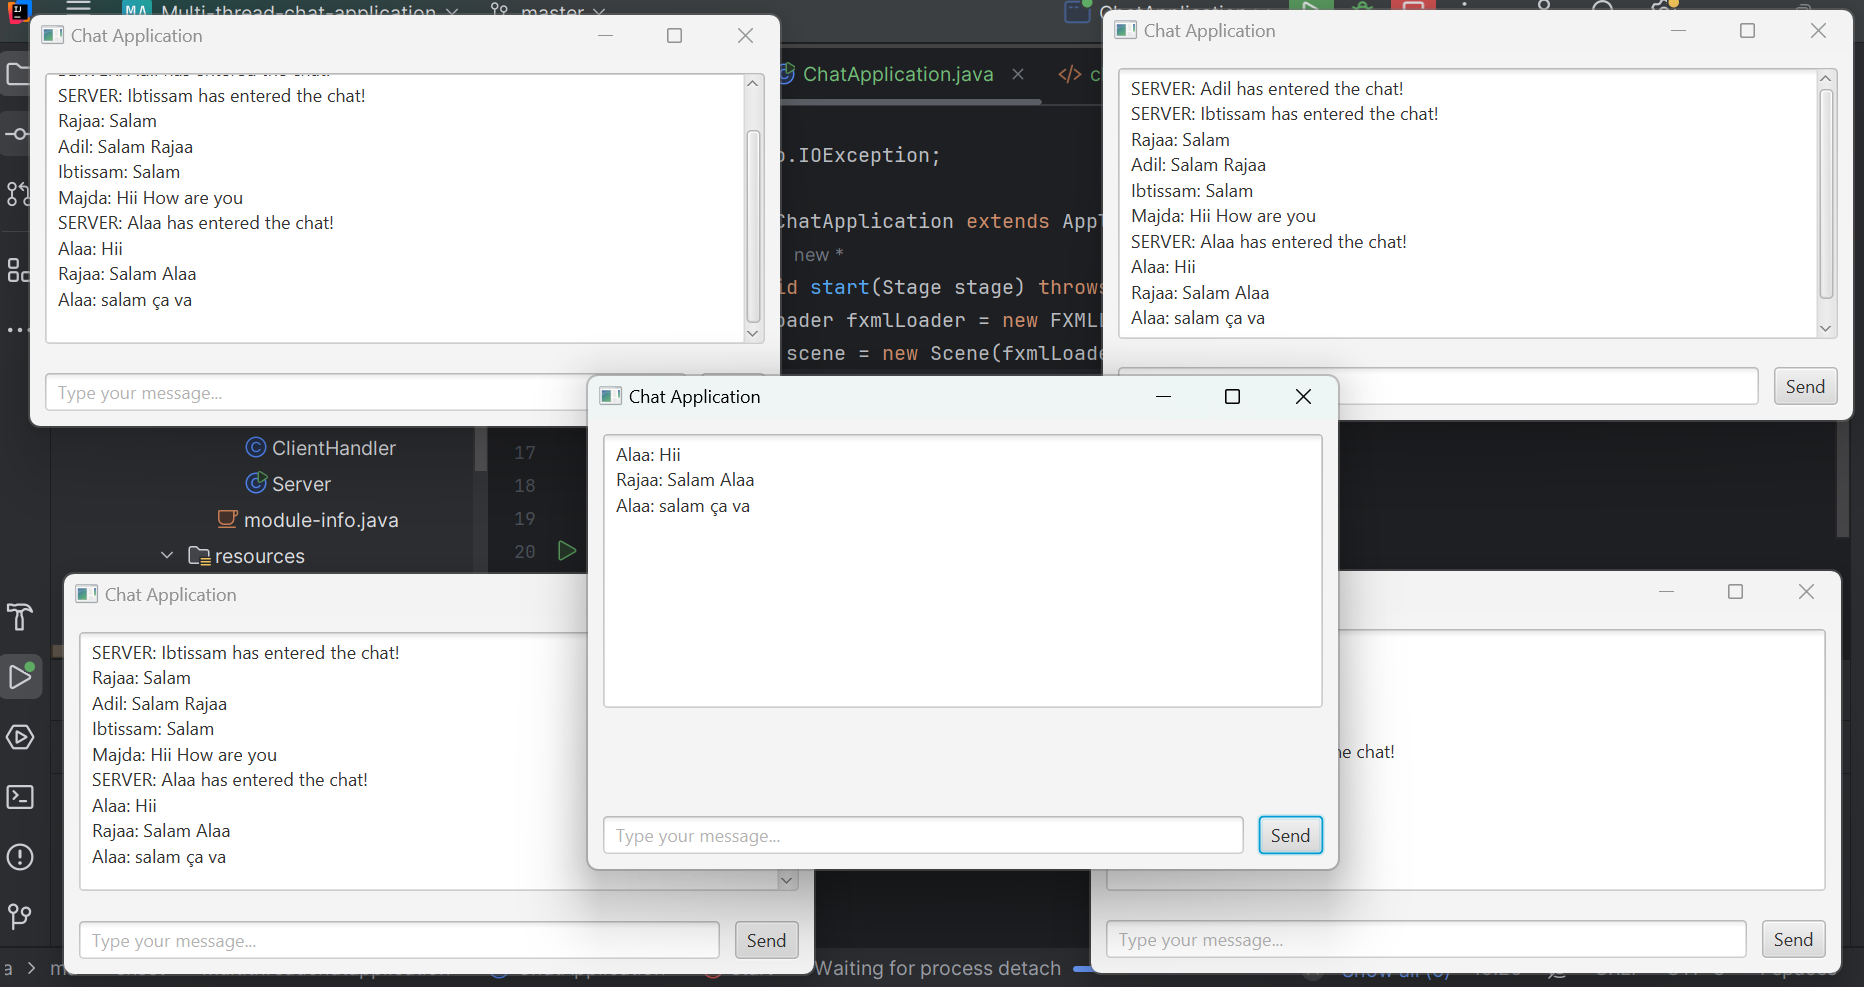 Multi-thread-chat-application
master
Chat Application
SERVER: Adil has entered the chat!
SERVER: Ibtissam has entered the chat!
Rajaa: Salam
Adil: Salam Rajaa
Ibtissam: Salam
Majda: Hii How are you
SERVER: Alaa has entered the chat!
Alaa: Hii
Rajaa: Salam Alaa
Alaa: salam ça va
Type your message...
ChatApplication.java
.IOException;
ChatApplication extends App
new *
id start(Stage stage) throws
oader fxmlLoader = new FXML
scene = new Scene(fxmlLoade
Chat Application
SERVER: Adil has entered the chat!
SERVER: Ibtissam has entered the chat!
Rajaa: Salam
Adil: Salam Rajaa
Ibtissam: Salam
Majda: Hii How are you
SERVER: Alaa has entered the chat!
Alaa: Hii
Rajaa: Salam Alaa
Alaa: salam ça va
Send
ClientHandler
Server
module-info.java
resources
17
18
19
20
Chat Application
Alaa: Hii
Rajaa: Salam Alaa
Alaa: salam ça va
Type your message...
Send
Chat Application
SERVER: Ibtissam has entered the chat!
Rajaa: Salam
Adil: Salam Rajaa
Ibtissam: Salam
Majda: Hii How are you
SERVER: Alaa has entered the chat!
Alaa: Hii
Rajaa: Salam Alaa
Alaa: salam ça va
Type your message...
Send
he chat!
Type your message...
Send
Waiting for process detach